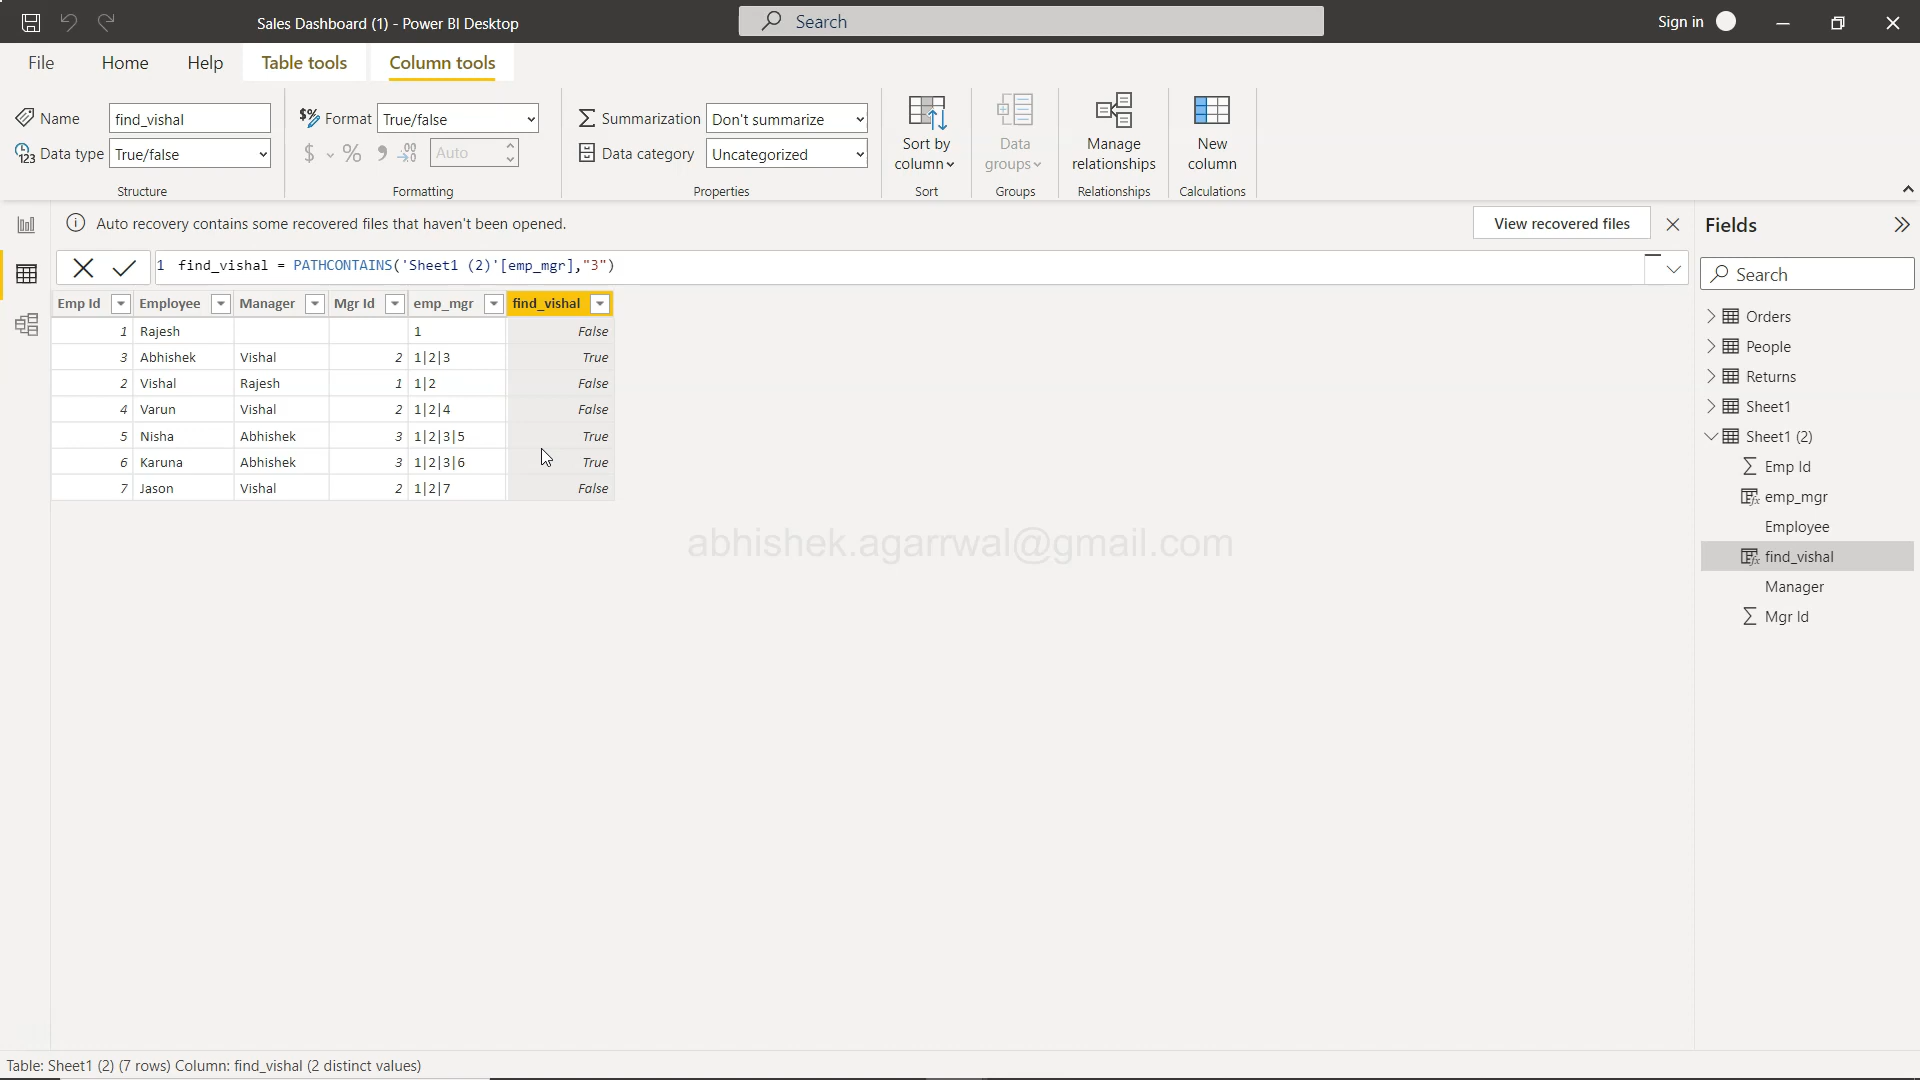 Sales Dashboard (1) - Power BI Desktop
Search
Sign in
File
Home
Help
Table tools
Column tools
Name
find_vishal
Data type
True/false
Structure
Format
True/false
$
%
Auto
Formatting
Summarization
Don't summarize
Data category
Uncategorized
Properties
Sort by
column
Sort
Data
groups
Groups
Manage
relationships
Relationships
New
column
Calculations
Auto recovery contains some recovered files that haven't been opened.
View recovered files
1 find_vishal = PATHCONTAINS('Sheet1 (2)'[emp_mgr],"3")
Emp Id Employee Manager Mgr Id emp_mgr find_vishal
1 Rajesh 1 False
3 Abhishek Vishal 2 1|2|3 True
2 Vishal Rajesh 1 1|2 False
4 Varun Vishal 2 1|2|4 False
5 Nisha Abhishek 3 1|2|3|5 True
6 Karuna Abhishek 3 1|2|3|6 True
7 Jason Vishal 2 1|2|7 False
abhishek.agarrwal@gmail.com
Fields
Search
Orders
People
Returns
Sheet1
Sheet1 (2)
Emp Id
emp_mgr
Employee
find_vishal
Manager
Mgr Id
Table: Sheet1 (2) (7 rows) Column: find_vishal (2 distinct values)